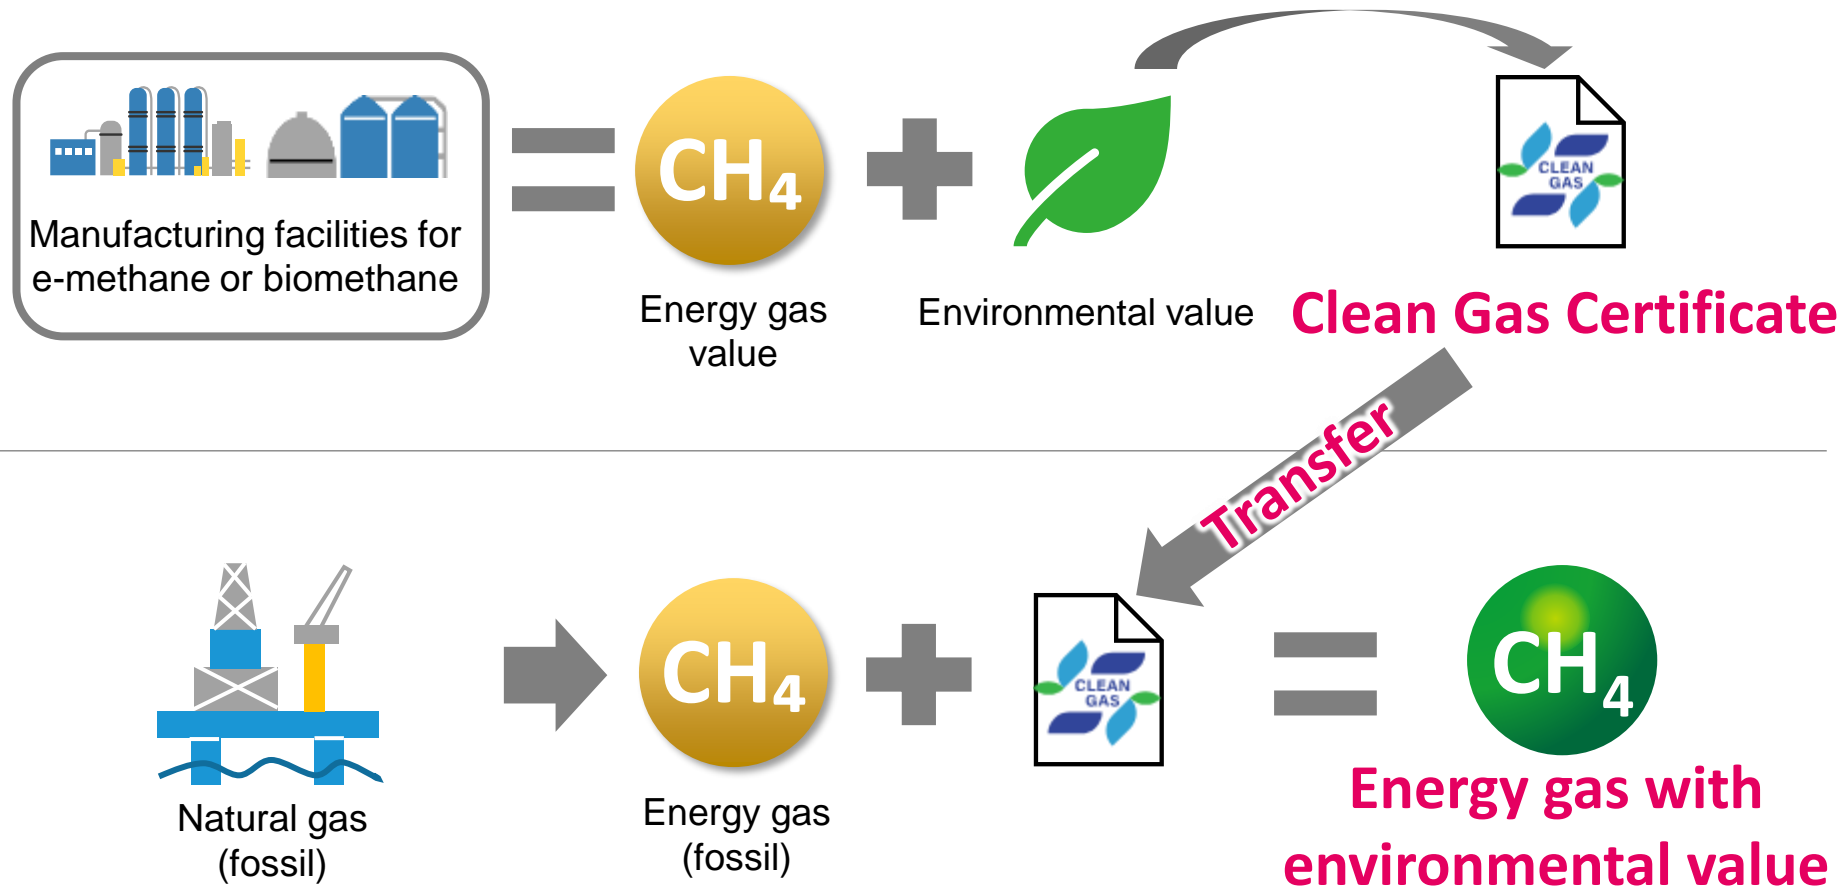 Manufacturing facilities for
e-methane or biomethane
CH₄
Energy gas
value
Environmental value
CLEAN
GAS
Clean Gas Certificate
Transfer
Natural gas
(fossil)
CH₄
Energy gas
(fossil)
CLEAN
GAS
CH₄
Energy gas with
environmental value